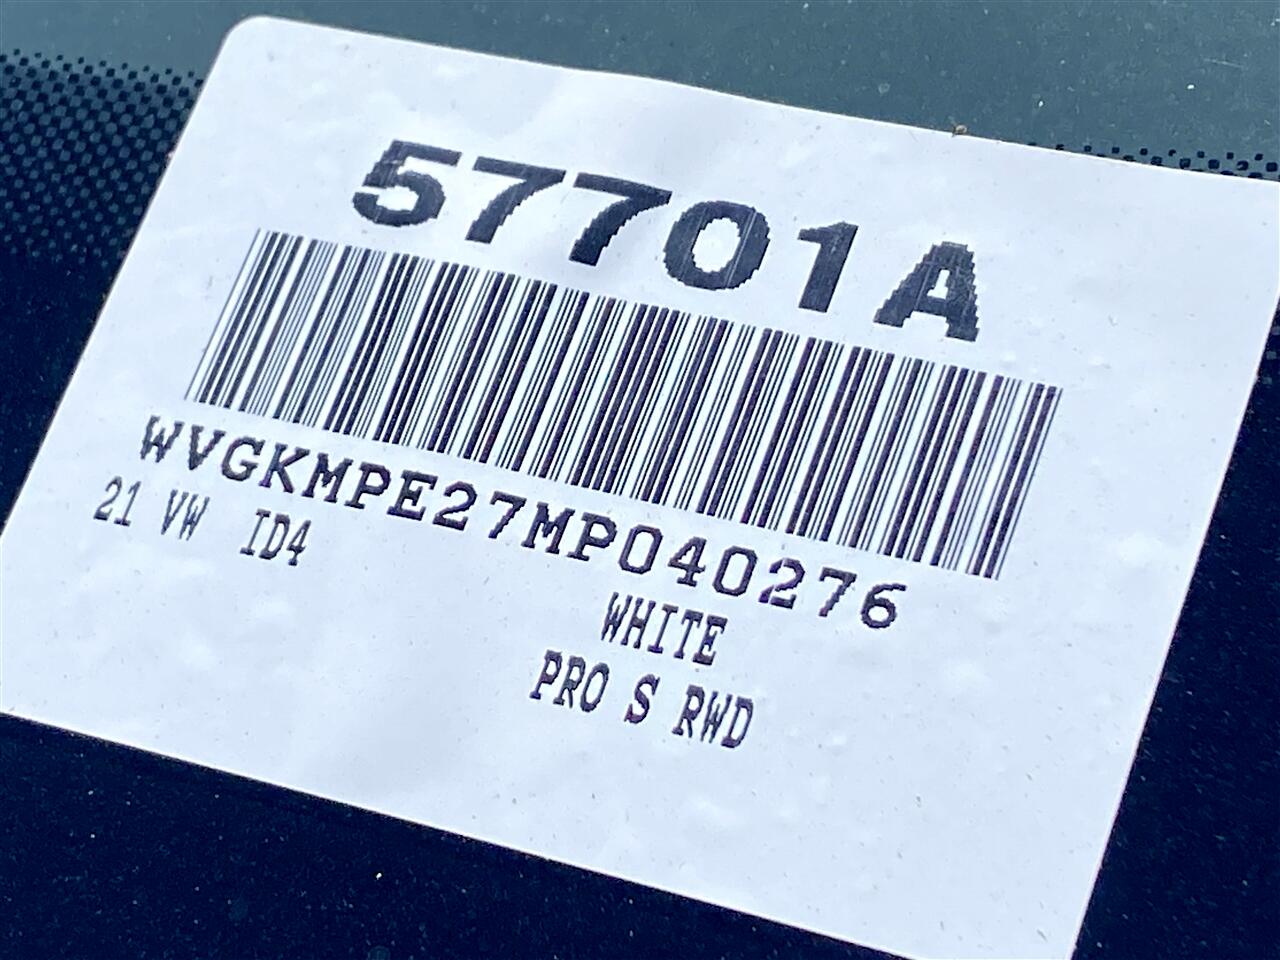 57701A
WVGKMPE27MP040276
21 VW ID4
WHITE
PRO S RWD